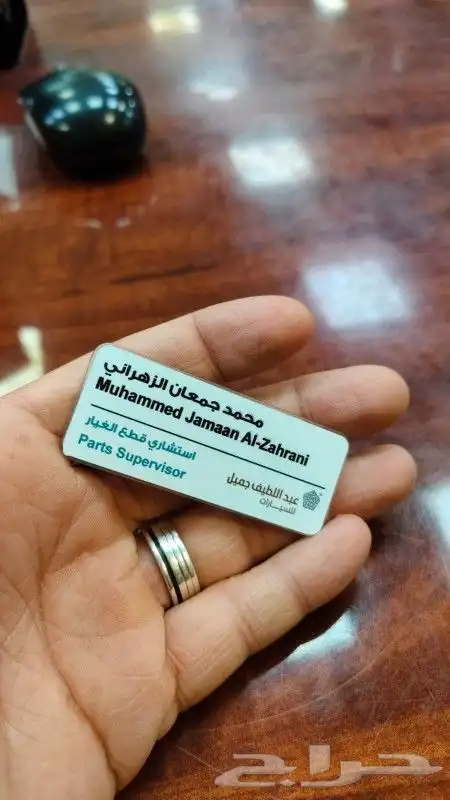 محمد جمعان الزهراني
Muhammed Jamaan Al-Zahrani
استشاري قطع الغيار
Parts Supervisor
عبد اللطيف جميل
للسيارات
حراج